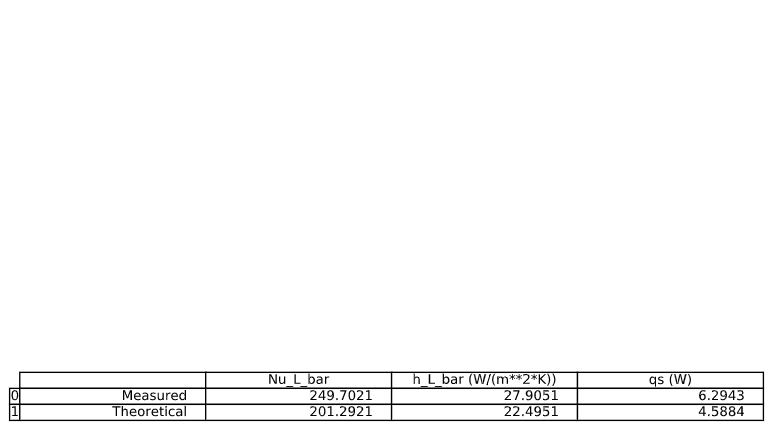 Nu_L_bar h_L_bar (W/(m**2*K)) qs (W)
0 Measured 249.7021 27.9051 6.2943
1 Theoretical 201.2921 22.4951 4.5884